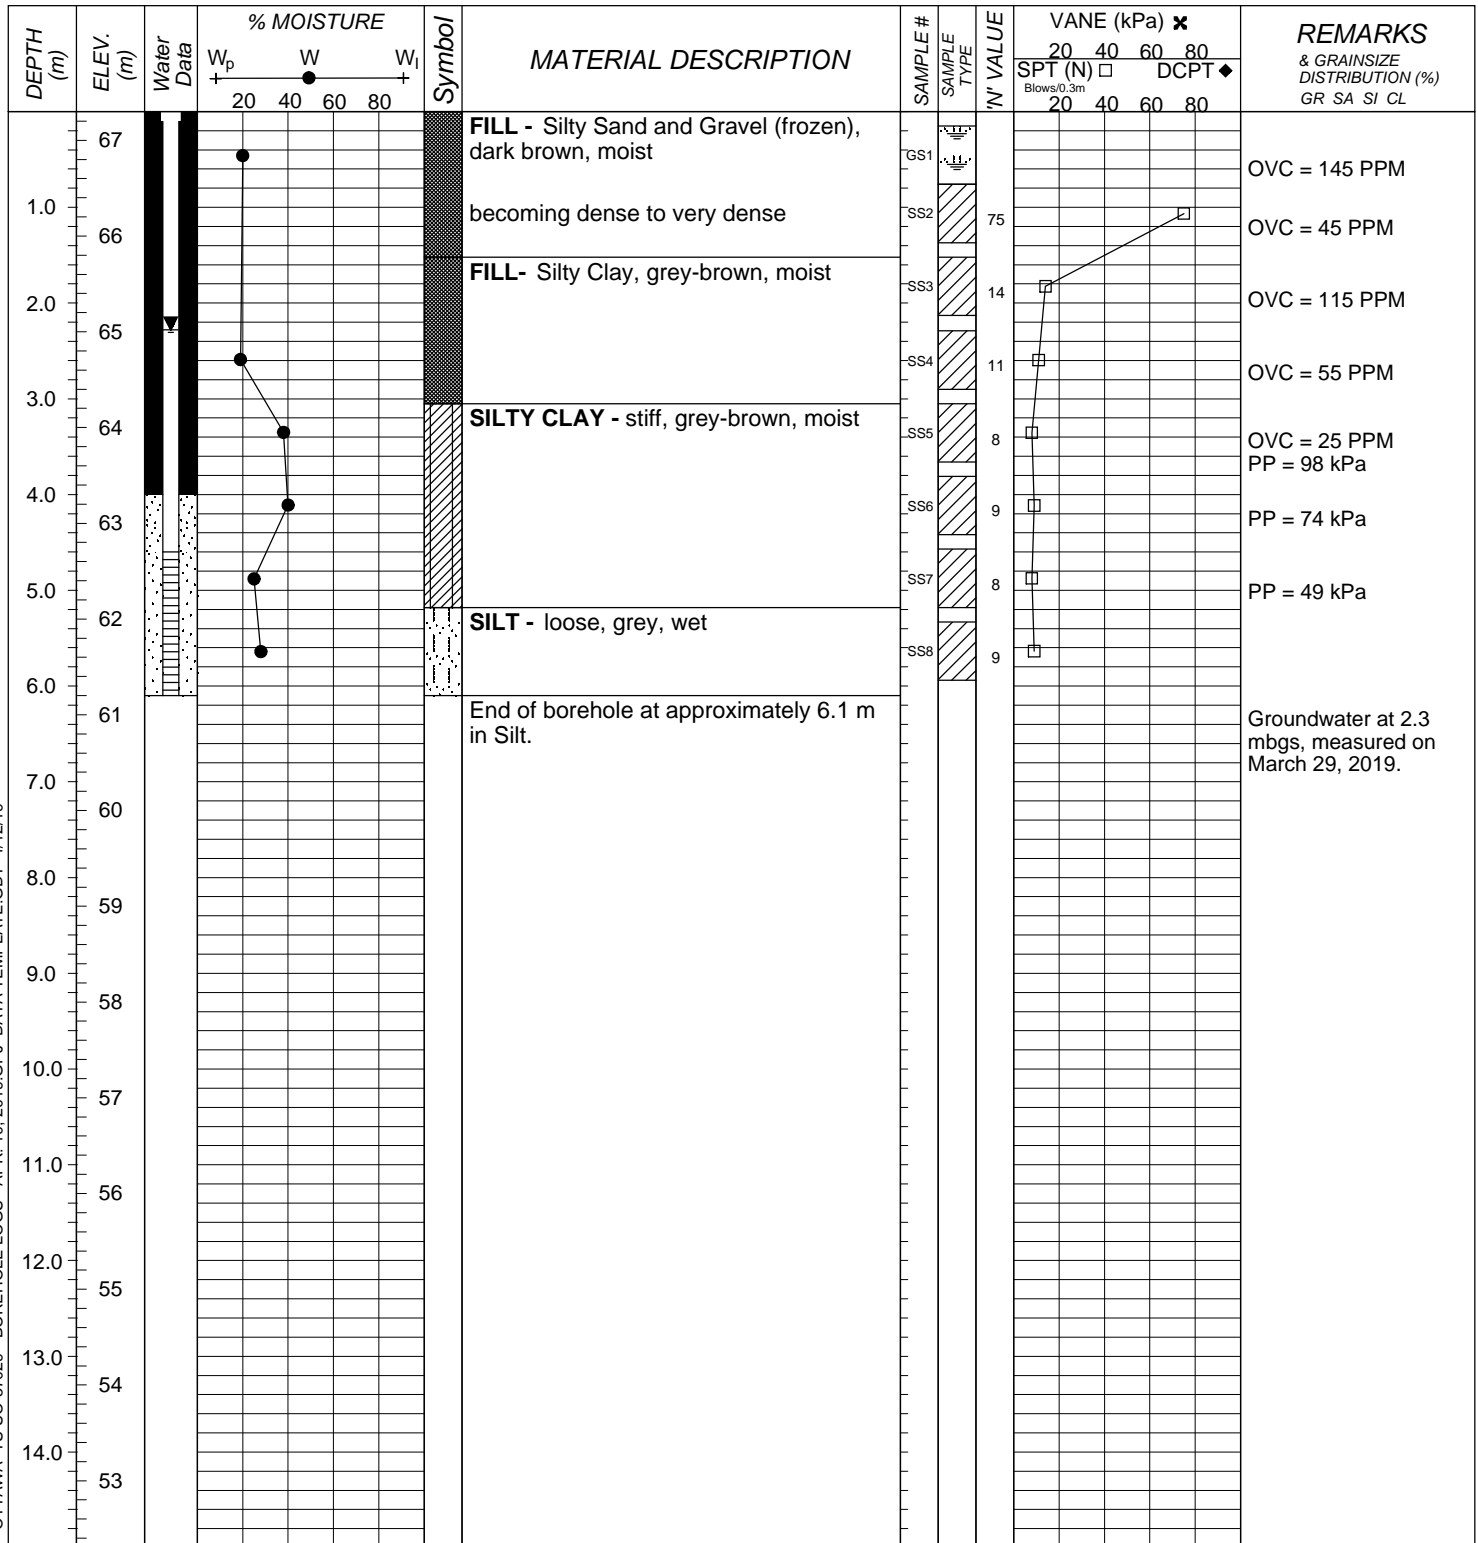 DEPTH (m)
ELEV. (m)
Water Data
% MOISTURE
Wp W Wl
20 40 60 80
Symbol
MATERIAL DESCRIPTION
SAMPLE #
SAMPLE TYPE
'N' VALUE
VANE (kPa) ✖
20 40 60 80
SPT (N) □ DCPT ◆
Blows/0.3m
20 40 60 80
REMARKS
& GRAINSIZE
DISTRIBUTION (%)
GR SA SI CL
FILL - Silty Sand and Gravel (frozen),
dark brown, moist
67
GS1
OVC = 145 PPM
1.0
becoming dense to very dense
SS2
75
OVC = 45 PPM
66
FILL- Silty Clay, grey-brown, moist
SS3
14
OVC = 115 PPM
2.0
65
SS4
11
OVC = 55 PPM
3.0
SILTY CLAY - stiff, grey-brown, moist
64
SS5
8
OVC = 25 PPM
PP = 98 kPa
4.0
SS6
9
63
PP = 74 kPa
SS7
8
5.0
PP = 49 kPa
62
SILT - loose, grey, wet
SS8
9
6.0
End of borehole at approximately 6.1 m
in Silt.
61
Groundwater at 2.3
mbgs, measured on
March 29, 2019.
7.0
60
8.0
59
9.0
58
10.0
57
11.0
56
12.0
55
13.0
54
14.0
53